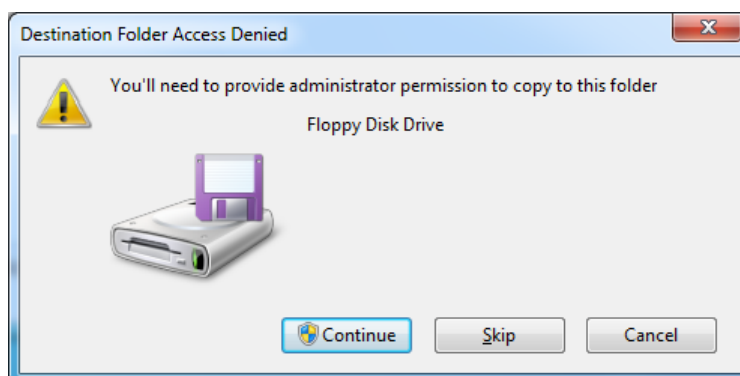 Destination Folder Access Denied
You'll need to provide administrator permission to copy to this folder
Floppy Disk Drive
Continue
Skip
Cancel